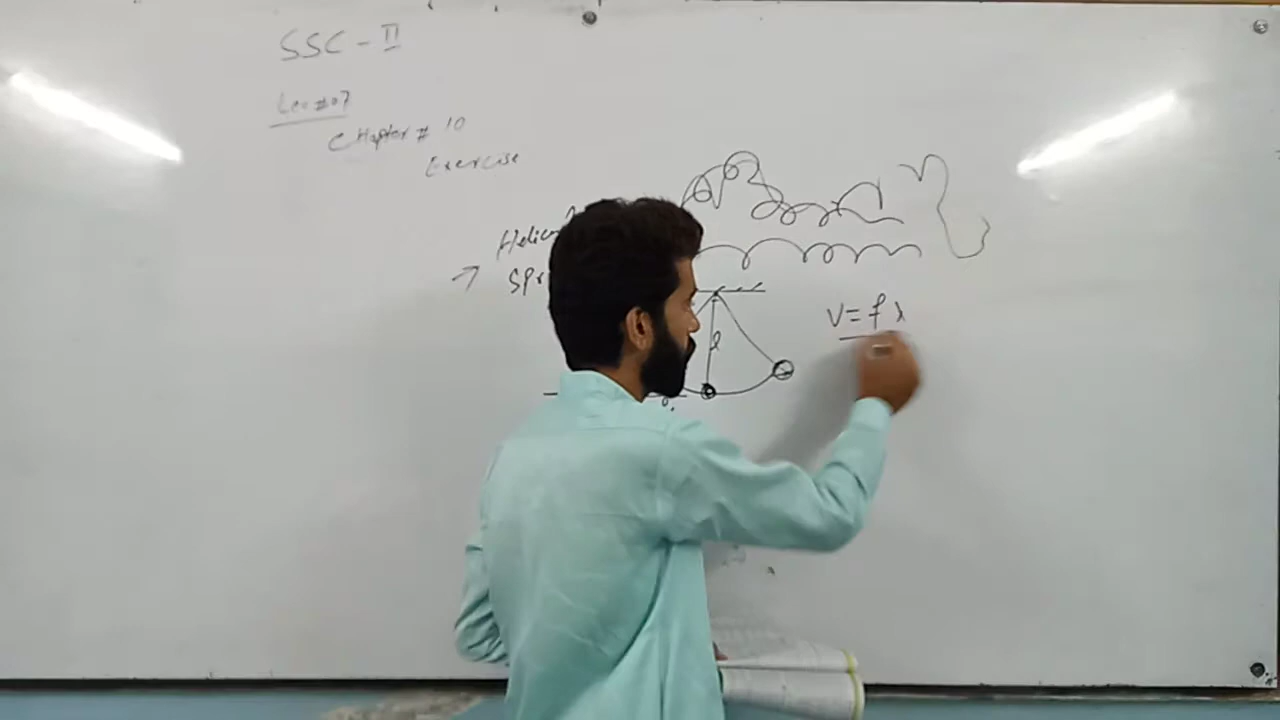 SSC - II
Lec #07
CHapter # 10
Exercise
→
l
V = f λ